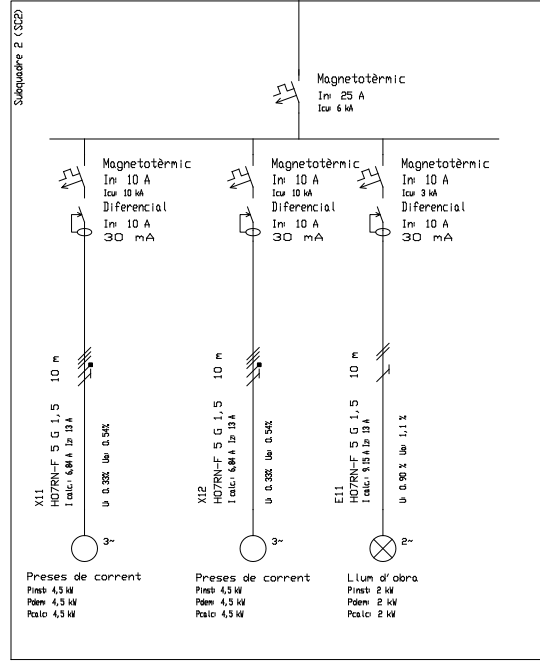 Subquadre 2 (SC2)
Magnetotèrmic
In: 25 A
Icu: 6 kA
Magnetotèrmic
In: 10 A
Icu: 10 kA
Diferencial
In: 10 A
30 mA
Magnetotèrmic
In: 10 A
Icu: 10 kA
Diferencial
In: 10 A
30 mA
Magnetotèrmic
In: 10 A
Icu: 3 kA
Diferencial
In: 10 A
30 mA
10 m
X11
H07RN-F 5 G 1,5
I calc: 6,84 A Iz: 13 A
U: 0.33% Ua: 0.54%
3~
Preses de corrent
Pinst: 4,5 kW
Pdem: 4,5 kW
Pcalc: 4,5 kW
10 m
X12
H07RN-F 5 G 1,5
I calc: 6,84 A Iz: 13 A
U: 0.33% Ua: 0.54%
3~
Preses de corrent
Pinst: 4,5 kW
Pdem: 4,5 kW
Pcalc: 4,5 kW
10 m
E11
H07RN-F 5 G 1,5
I calc: 9,15 A Iz: 13 A
U: 0.90 % Ua: 1,1 %
2~
Llum d'obra
Pinst: 2 kW
Pdem: 2 kW
Pcalc: 2 kW